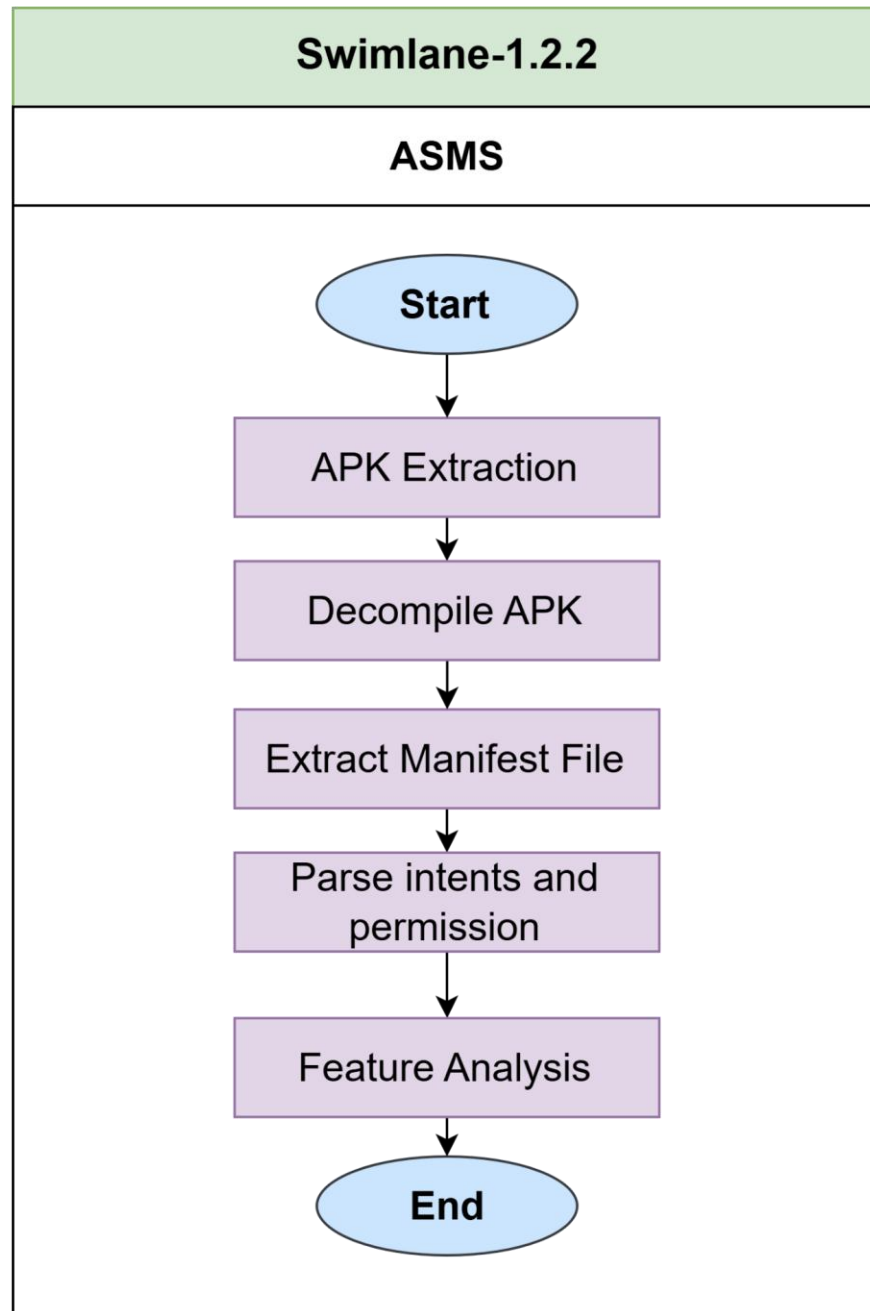 Swimlane-1.2.2
ASMS
Start
APK Extraction
Decompile APK
Extract Manifest File
Parse intents and
permission
Feature Analysis
End